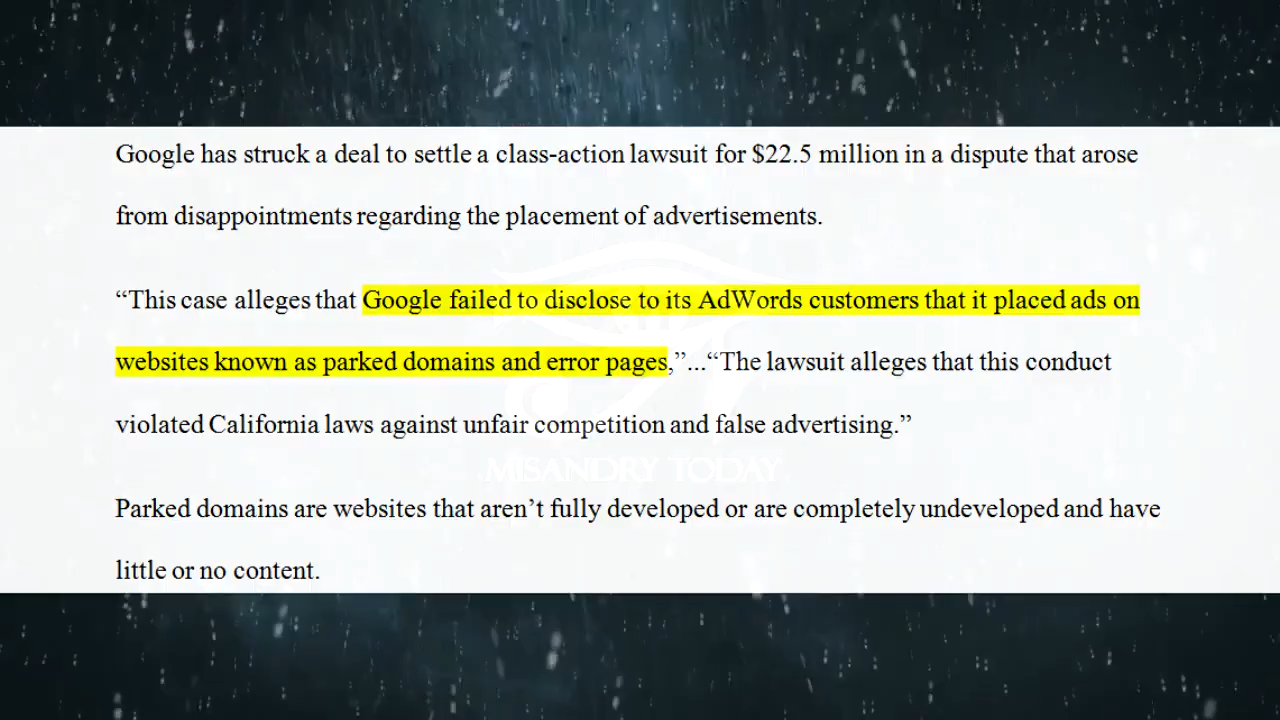 Google has struck a deal to settle a class-action lawsuit for $22.5 million in a dispute that arose
from disappointments regarding the placement of advertisements.
“This case alleges that Google failed to disclose to its AdWords customers that it placed ads on
websites known as parked domains and error pages,”...“The lawsuit alleges that this conduct
violated California laws against unfair competition and false advertising.”
MISANDRY TODAY
Parked domains are websites that aren’t fully developed or are completely undeveloped and have
little or no content.